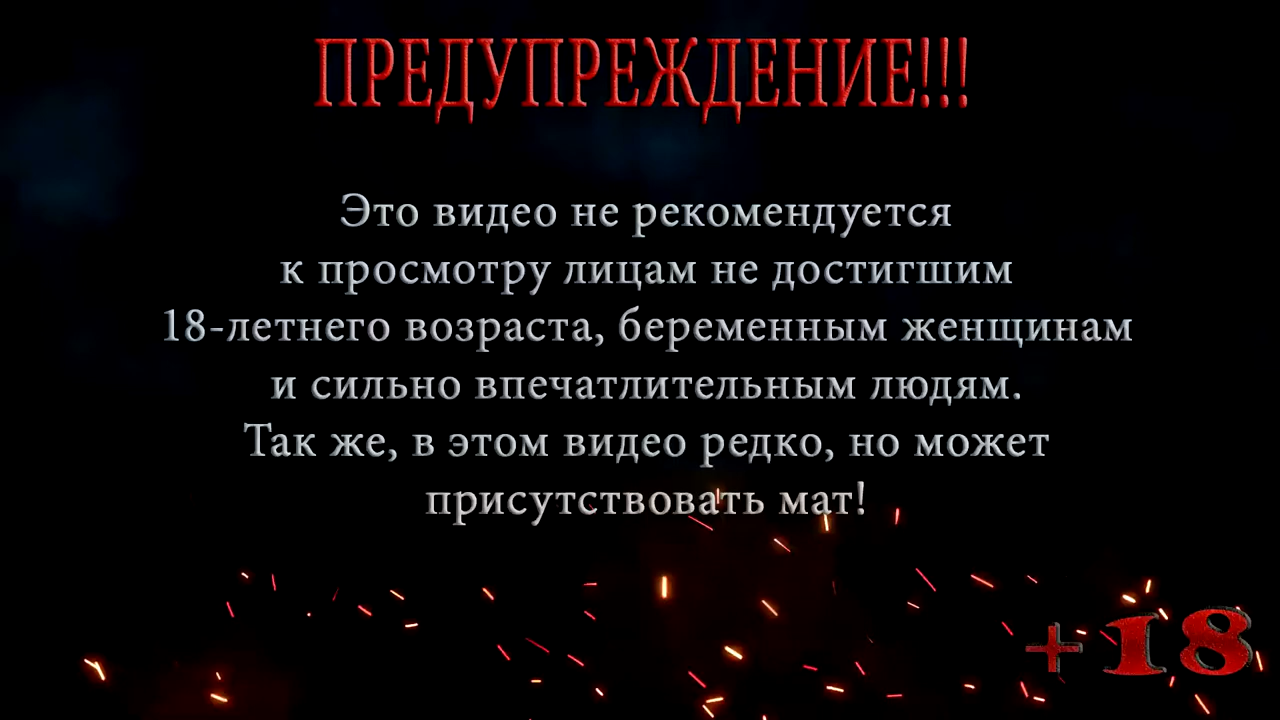 ПРЕДУПРЕЖДЕНИЕ!!!
Это видео не рекомендуется
к просмотру лицам не достигшим
18-летнего возраста, беременным женщинам
и сильно впечатлительным людям.
Так же, в этом видео редко, но может
присутствовать мат!
+18